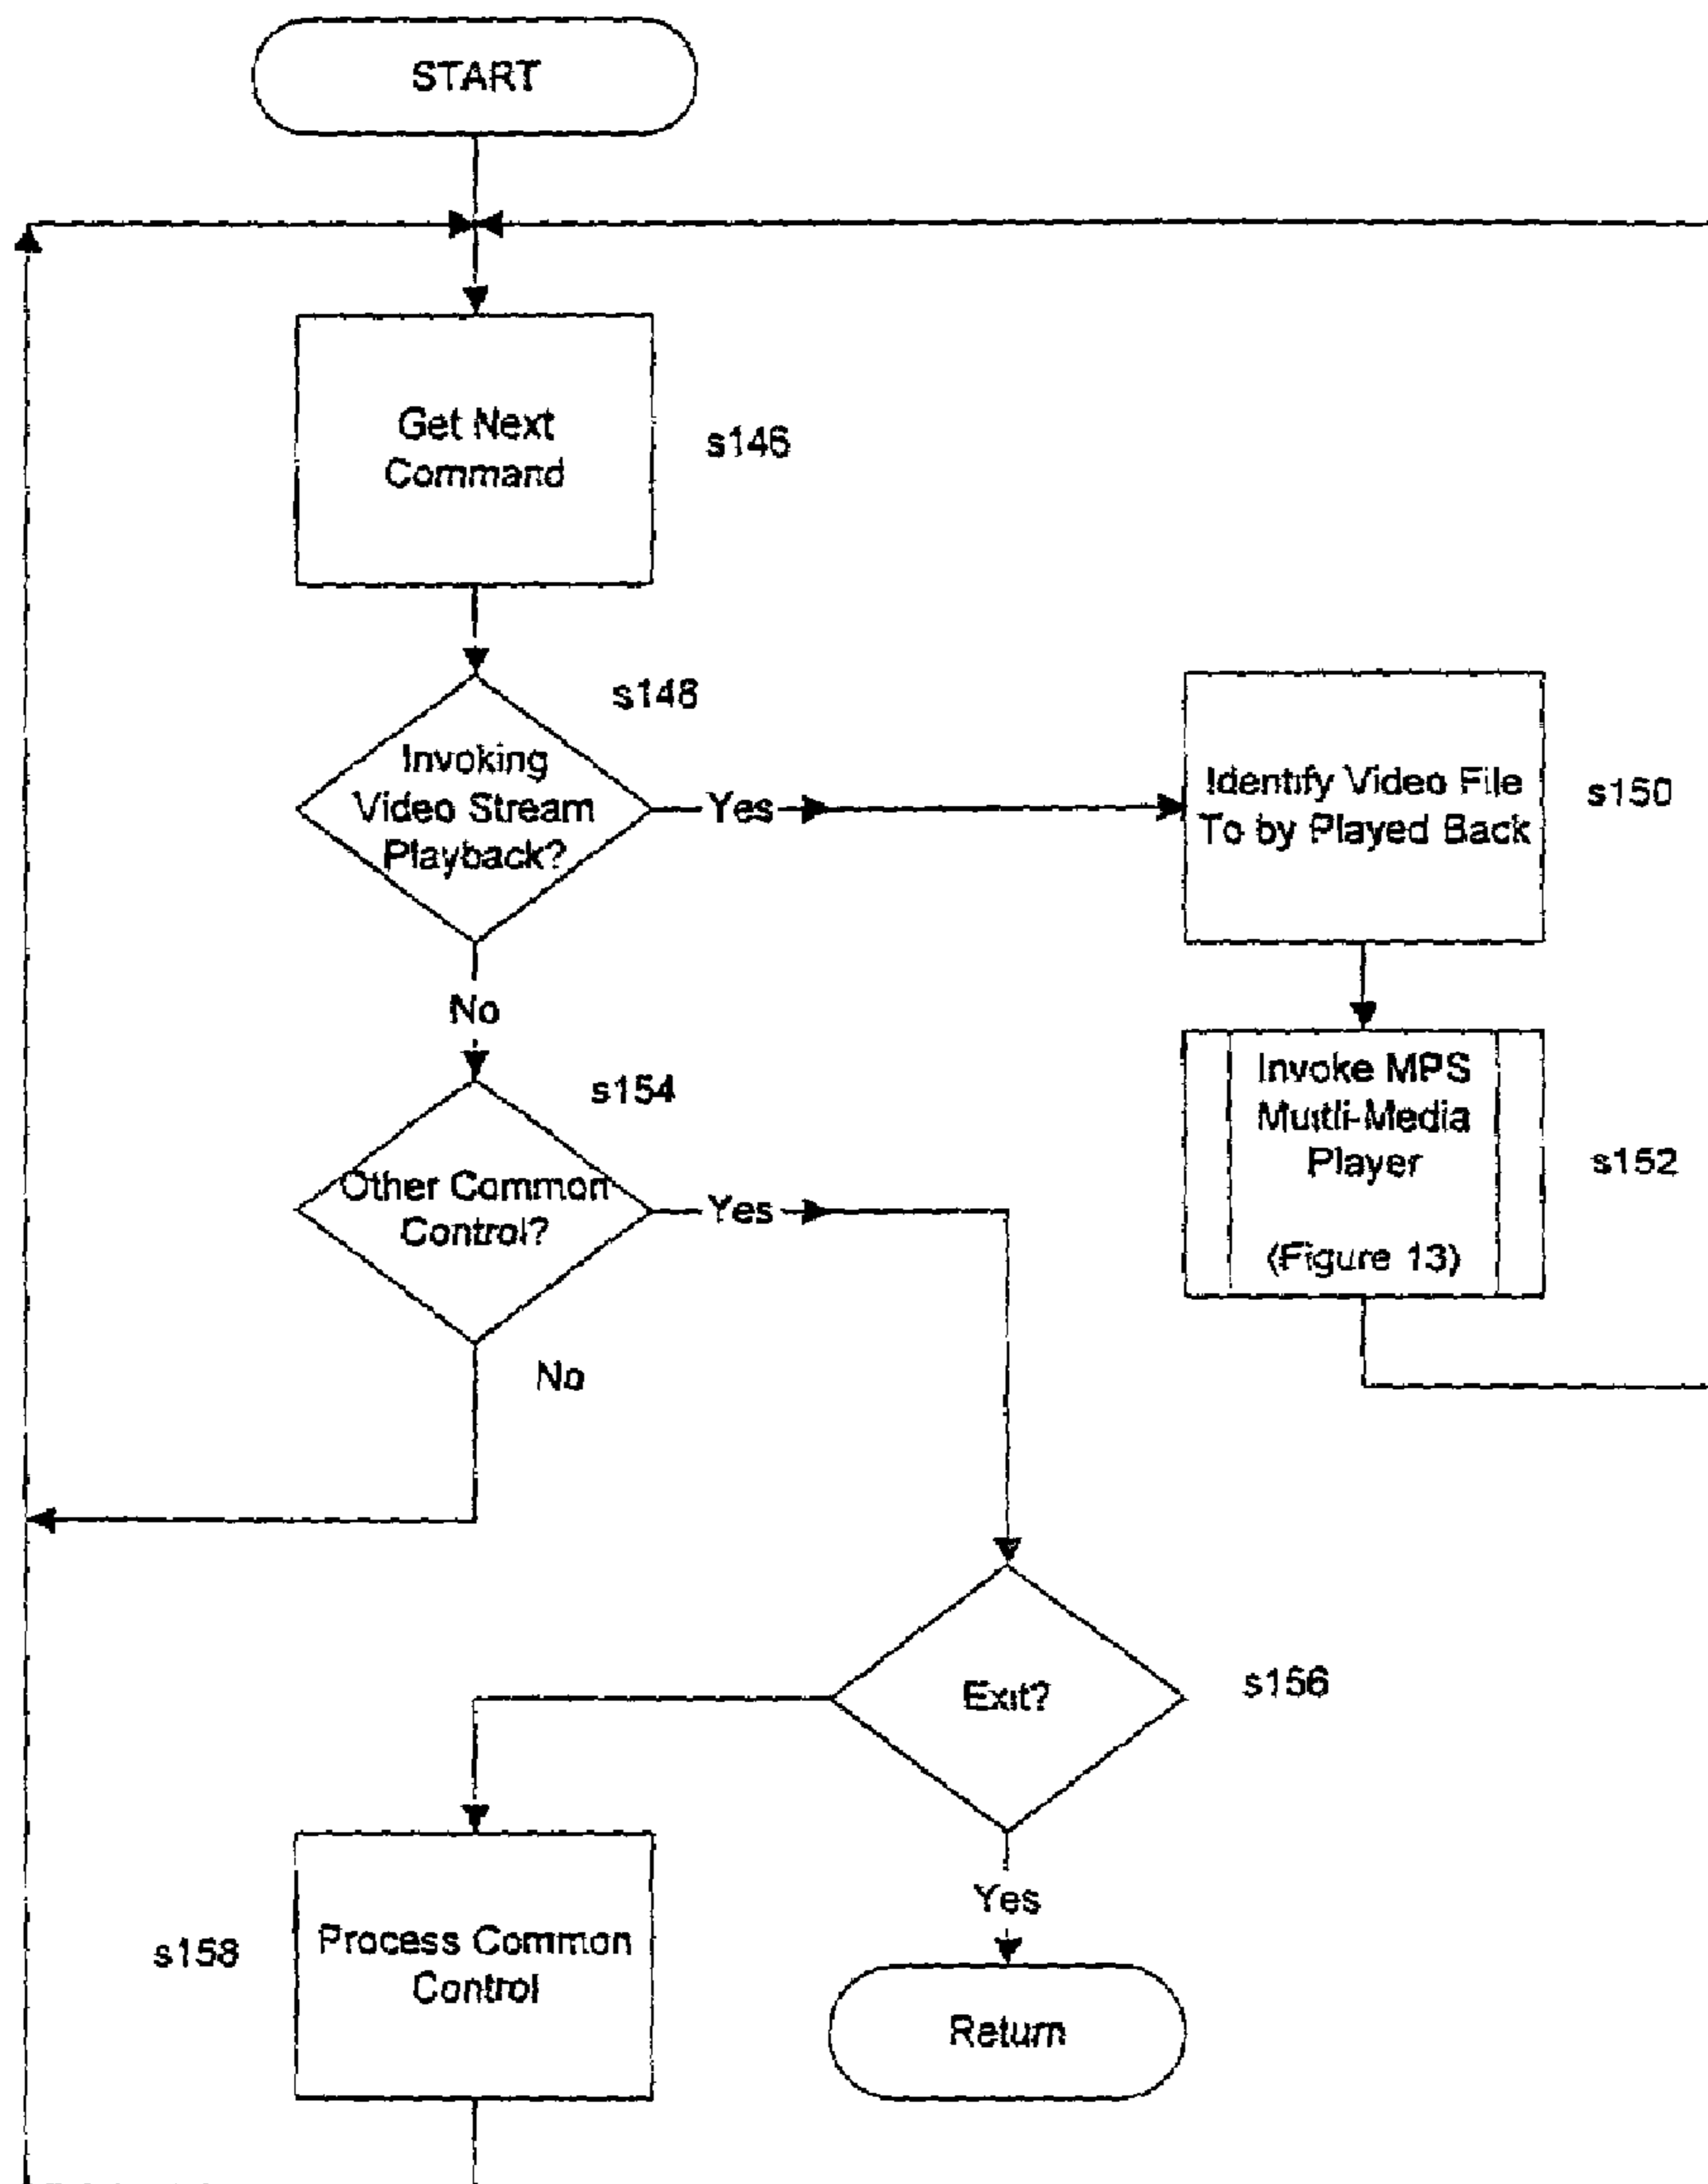 START
Get Next
Command
s146
s148
Invoking
Video Stream
Playback?
Yes
Identify Video File
To by Played Back
s150
No
Invoke MPS
Muitli-Media
Player
(Figure 13)
s152
s154
Other Common
Control?
Yes
No
Exit?
s156
Yes
s158
Process Common
Control
Return